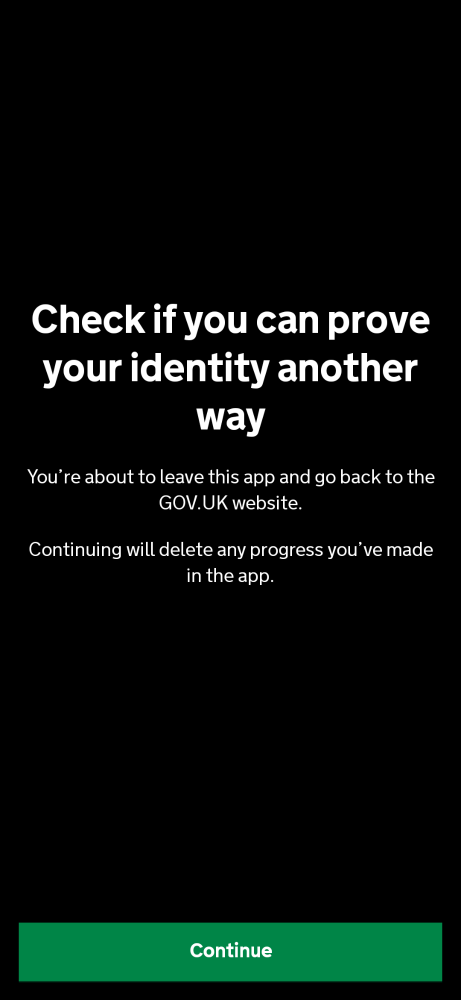 Check if you can prove
your identity another
way
You’re about to leave this app and go back to the
GOV.UK website.
Continuing will delete any progress you’ve made
in the app.
Continue